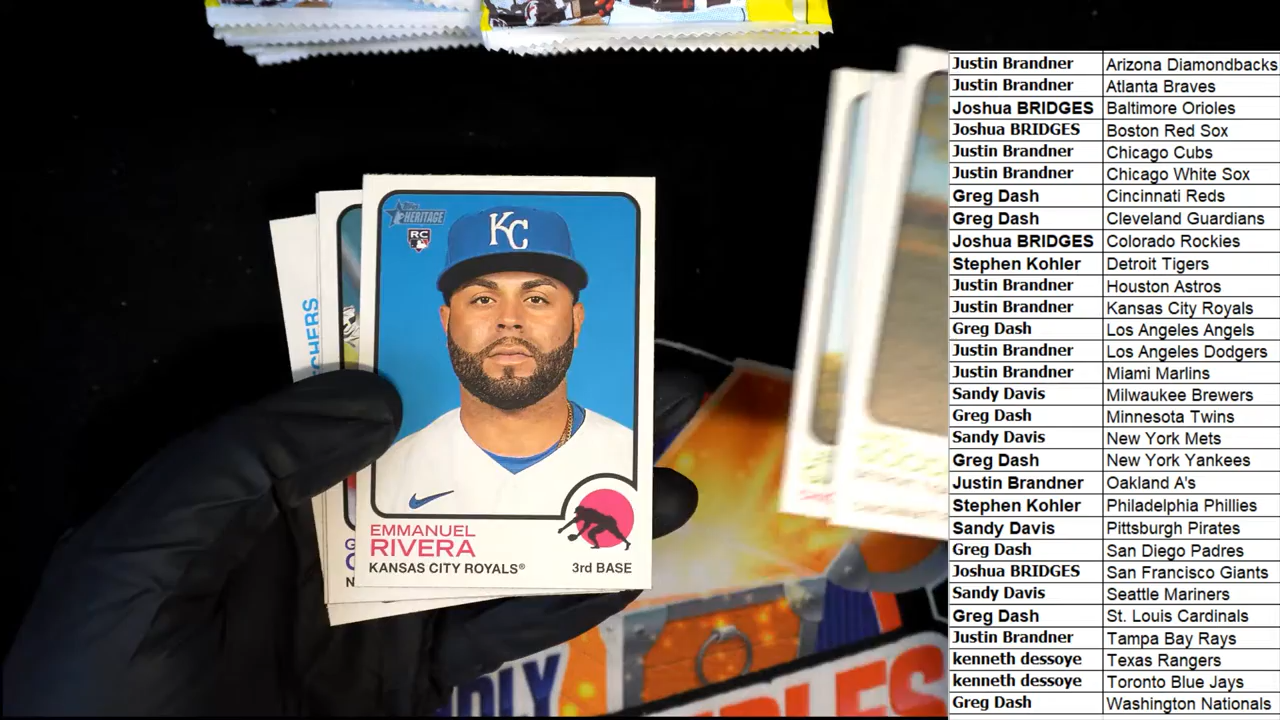 Topps
HERITAGE
RC
KC
EMMANUEL
RIVERA
KANSAS CITY ROYALS®
3rd BASE
CHERS
Justin Brandner Arizona Diamondbacks
Justin Brandner Atlanta Braves
Joshua BRIDGES Baltimore Orioles
Joshua BRIDGES Boston Red Sox
Justin Brandner Chicago Cubs
Justin Brandner Chicago White Sox
Greg Dash Cincinnati Reds
Greg Dash Cleveland Guardians
Joshua BRIDGES Colorado Rockies
Stephen Kohler Detroit Tigers
Justin Brandner Houston Astros
Justin Brandner Kansas City Royals
Greg Dash Los Angeles Angels
Justin Brandner Los Angeles Dodgers
Justin Brandner Miami Marlins
Sandy Davis Milwaukee Brewers
Greg Dash Minnesota Twins
Sandy Davis New York Mets
Greg Dash New York Yankees
Justin Brandner Oakland A's
Stephen Kohler Philadelphia Phillies
Sandy Davis Pittsburgh Pirates
Greg Dash San Diego Padres
Joshua BRIDGES San Francisco Giants
Sandy Davis Seattle Mariners
Greg Dash St. Louis Cardinals
Justin Brandner Tampa Bay Rays
kenneth dessoye Texas Rangers
kenneth dessoye Toronto Blue Jays
Greg Dash Washington Nationals